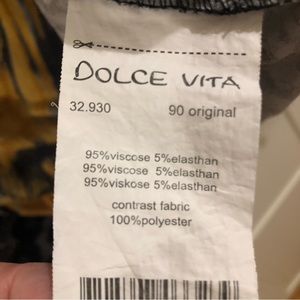 DOLCE VITA
32.930 90 original
95%viscose 5%elasthan
95%viscose 5%elasthan
95%viskose 5%elasthan
contrast fabric
100%polyester